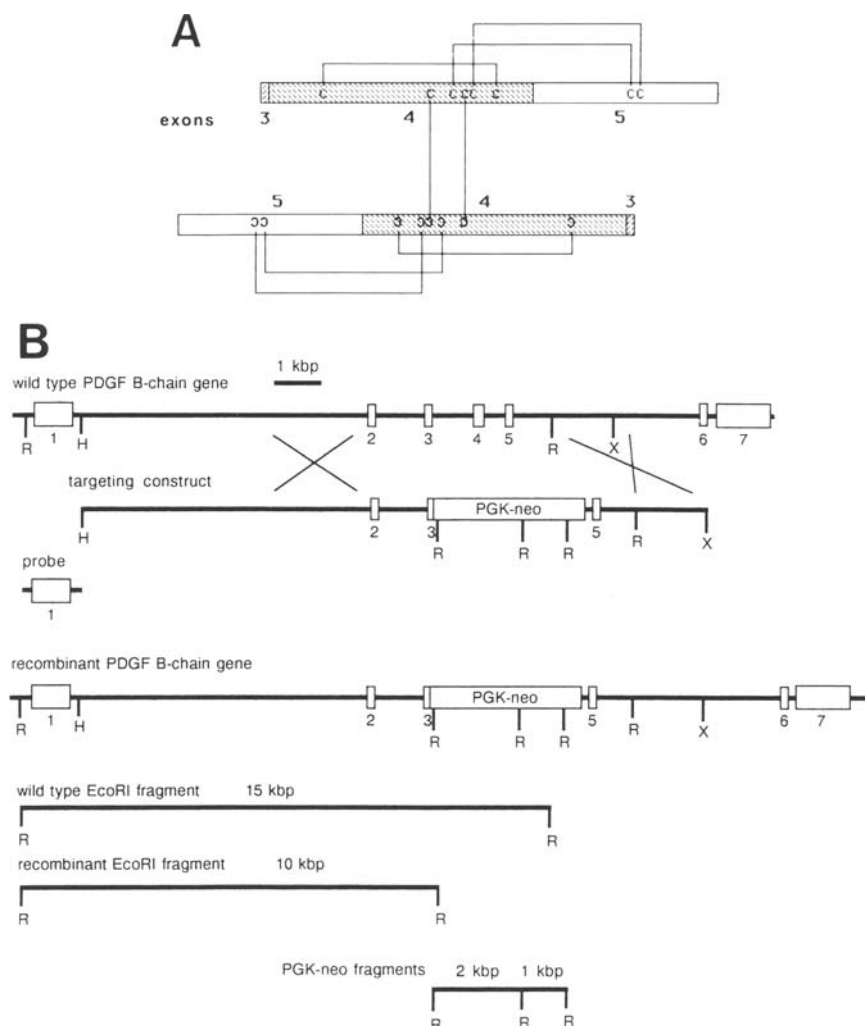 A
C C C C C C C C
exons 3 4 5
5 4 3
C C C C C C C C
B
1 kbp
wild type PDGF B-chain gene
1 2 3 4 5 6 7
R H R X
targeting construct
PGK-neo
2 3 5
H R R R R X
probe
1
recombinant PDGF B-chain gene
PGK-neo
1 2 3 5 6 7
R H R R R R X
wild type EcoRI fragment 15 kbp
R R
recombinant EcoRI fragment 10 kbp
R R
PGK-neo fragments 2 kbp 1 kbp
R R R